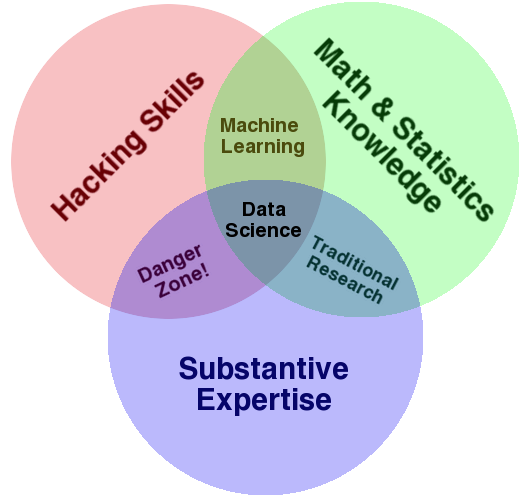 Hacking Skills
Math & Statistics
Knowledge
Machine
Learning
Data
Science
Danger
Zone!
Traditional
Research
Substantive
Expertise